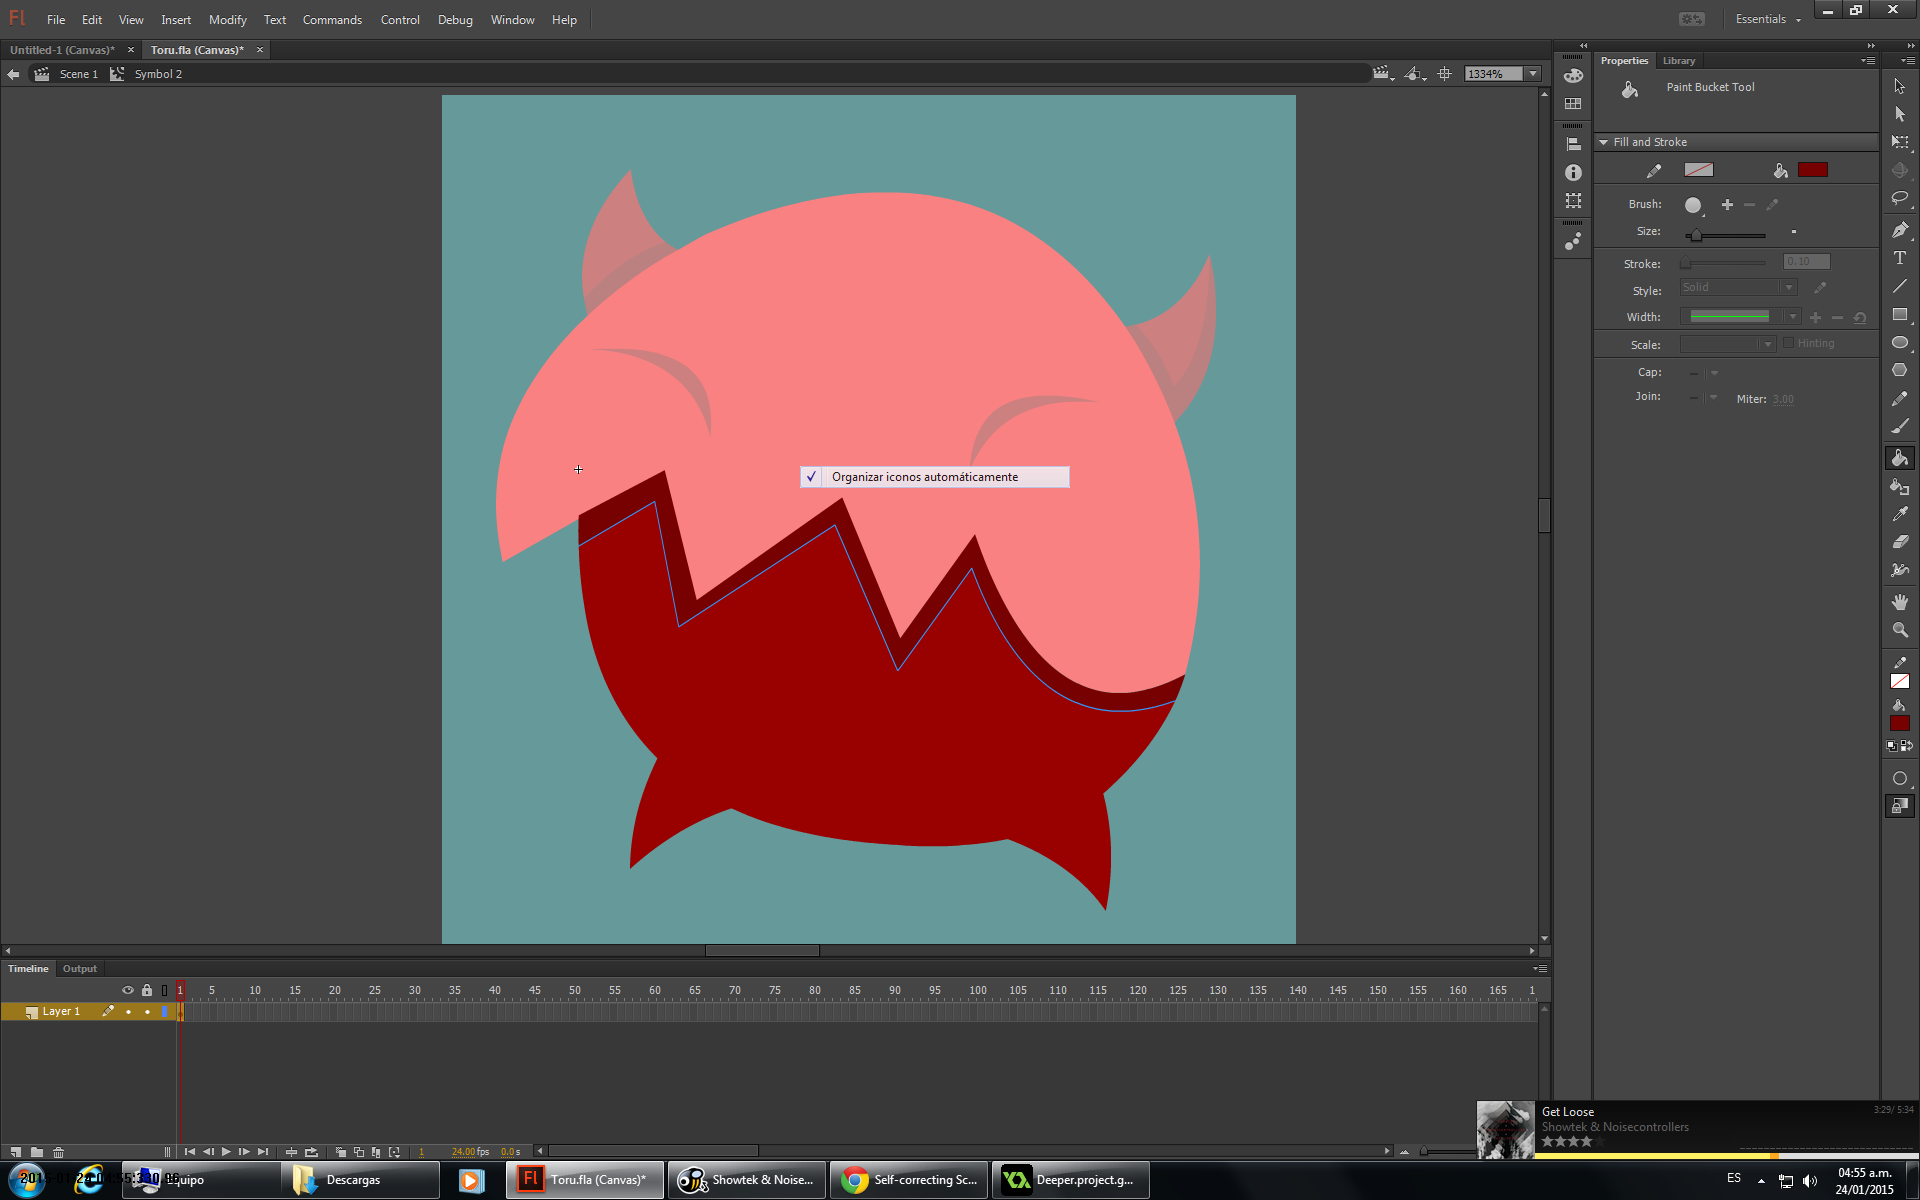 Fl File Edit View Insert Modify Text Commands Control Debug Window Help Essentials
Untitled-1 (Canvas)* × Toru.fla (Canvas)* ×
Scene 1 Symbol 2 1334%
Properties Library
Paint Bucket Tool
Fill and Stroke
Brush:
Size:
Stroke: 0,10
Style: Solid
Width:
Scale: Hinting
Cap:
Join: Miter: 3,00
✓ Organizar iconos automáticamente
Timeline Output
1 5 10 15 20 25 30 35 40 45 50 55 60 65 70 75 80 85 90 95 100 105 110 115 120 125 130 135 140 145 150 155 160 165 1
Layer 1
1 24,00 fps 0,0 s
Get Loose 3:29/ 5:34
Showtek & Noisecontrollers
Equipo Descargas Fl Toru.fla (Canvas)* Showtek & Noise... Self-correcting Sc... Deeper.project.g... ES
04:55 a.m.
24/01/2015